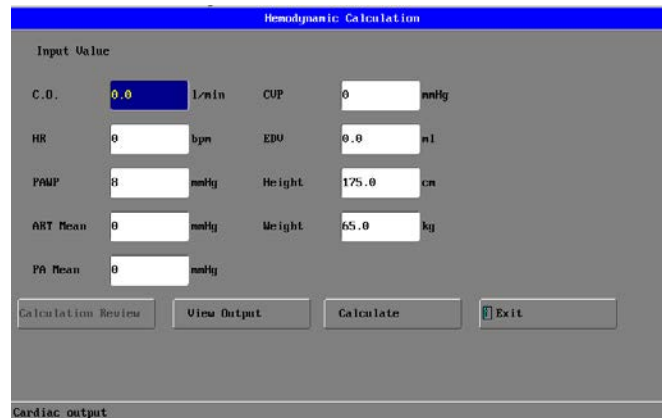 Hemodynamic Calculation
Input Value
C.O. 0.0 l/min CVP 0 mmHg
HR 0 bpm EDV 0.0 ml
PAWP 8 mmHg Height 175.0 cm
ART Mean 0 mmHg Weight 65.0 kg
PA Mean 0 mmHg
Calculation Review View Output Calculate Exit
Cardiac output